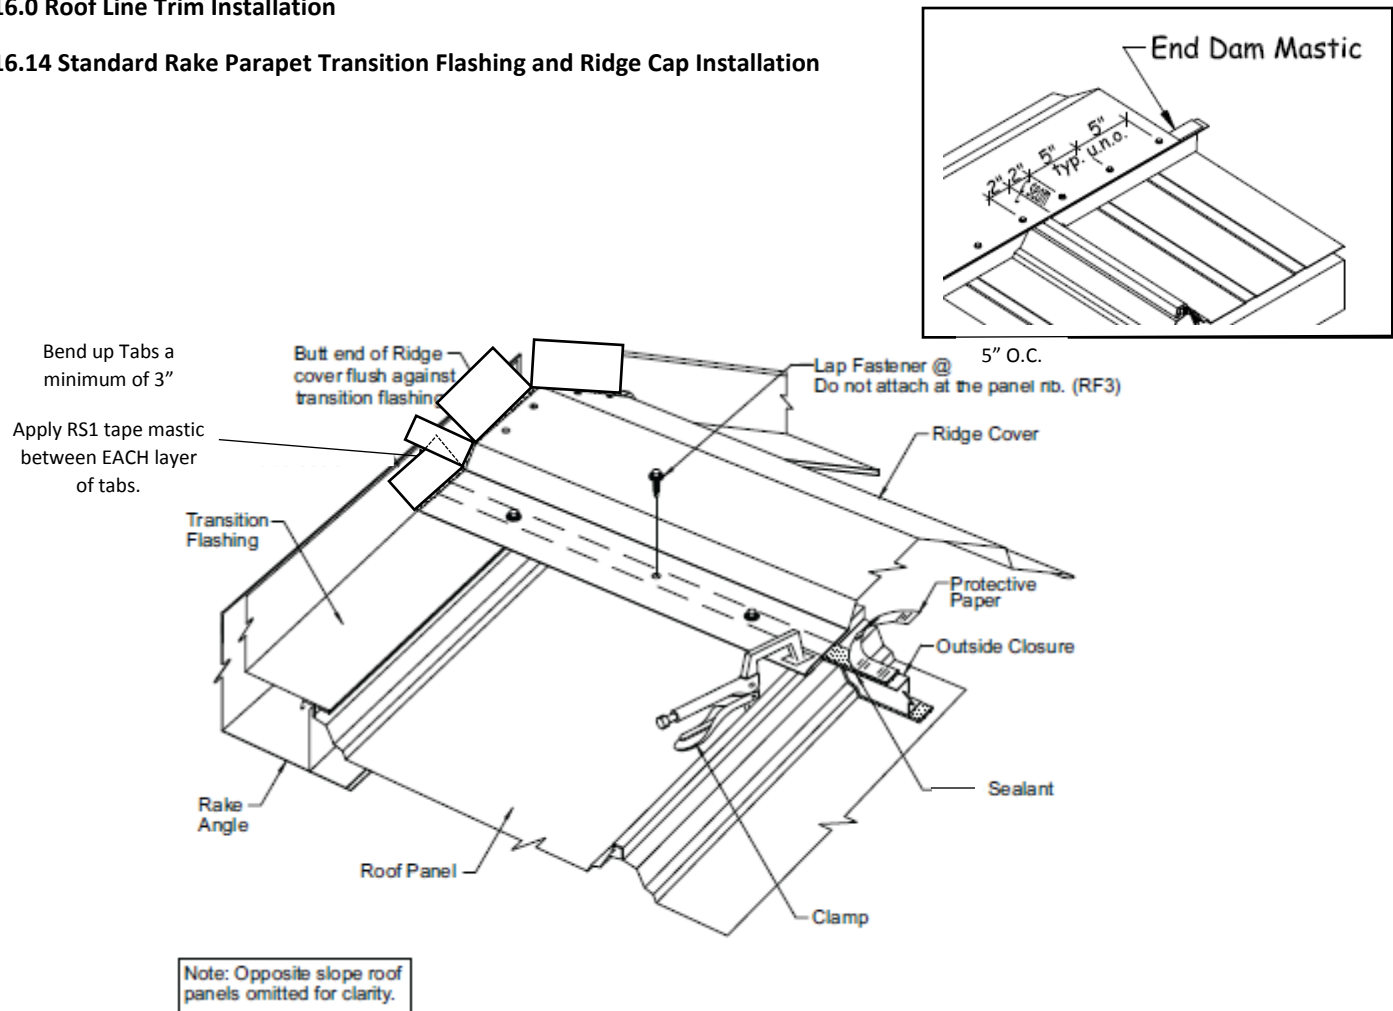 16.0 Roof Line Trim Installation
16.14 Standard Rake Parapet Transition Flashing and Ridge Cap Installation
End Dam Mastic
2" 2" 5" 5"
typ. u.n.o.
5” O.C.
Bend up Tabs a
minimum of 3”
Butt end of Ridge
cover flush against
transition flashing
Lap Fastener @
Do not attach at the panel rib. (RF3)
Apply RS1 tape mastic
between EACH layer
of tabs.
Ridge Cover
Transition
Flashing
Protective
Paper
Outside Closure
Sealant
Rake
Angle
Roof Panel
Clamp
Note: Opposite slope roof
panels omitted for clarity.